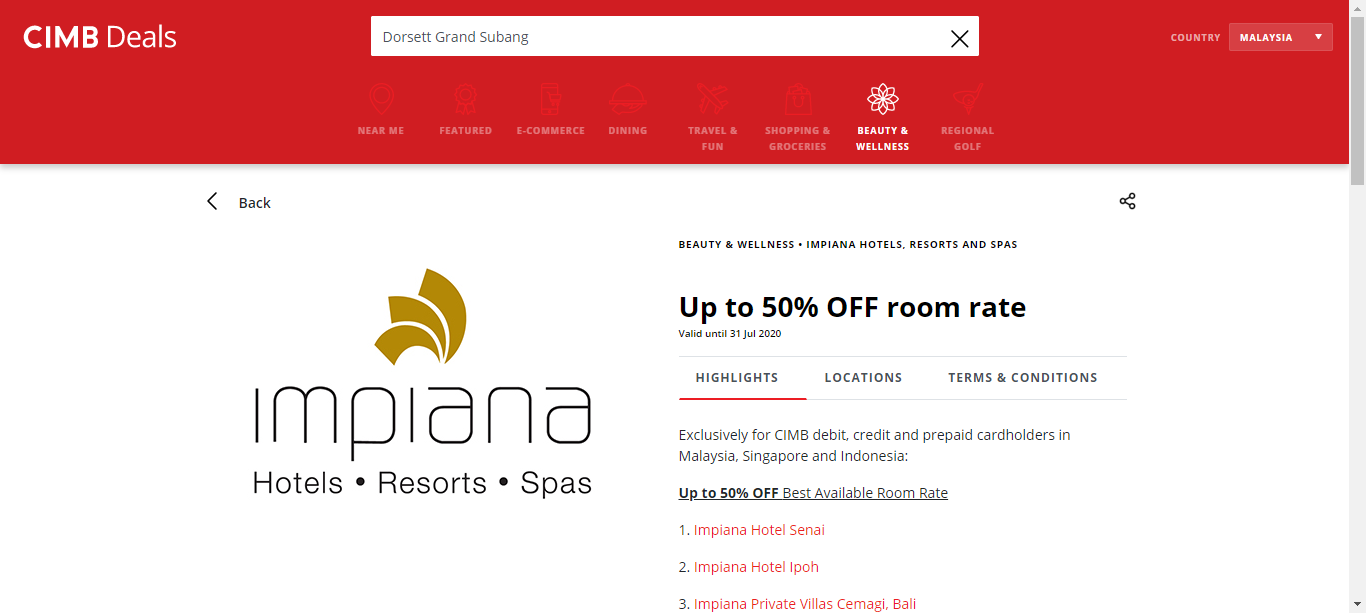 CIMB Deals
Dorsett Grand Subang
COUNTRY
MALAYSIA
NEAR ME
FEATURED
E-COMMERCE
DINING
TRAVEL &
FUN
SHOPPING &
GROCERIES
BEAUTY &
WELLNESS
REGIONAL
GOLF
Back
impiana
Hotels • Resorts • Spas
BEAUTY & WELLNESS • IMPIANA HOTELS, RESORTS AND SPAS
Up to 50% OFF room rate
Valid until 31 Jul 2020
HIGHLIGHTS
LOCATIONS
TERMS & CONDITIONS
Exclusively for CIMB debit, credit and prepaid cardholders in
Malaysia, Singapore and Indonesia:
Up to 50% OFF Best Available Room Rate
1. Impiana Hotel Senai
2. Impiana Hotel Ipoh
3. Impiana Private Villas Cemagi, Bali